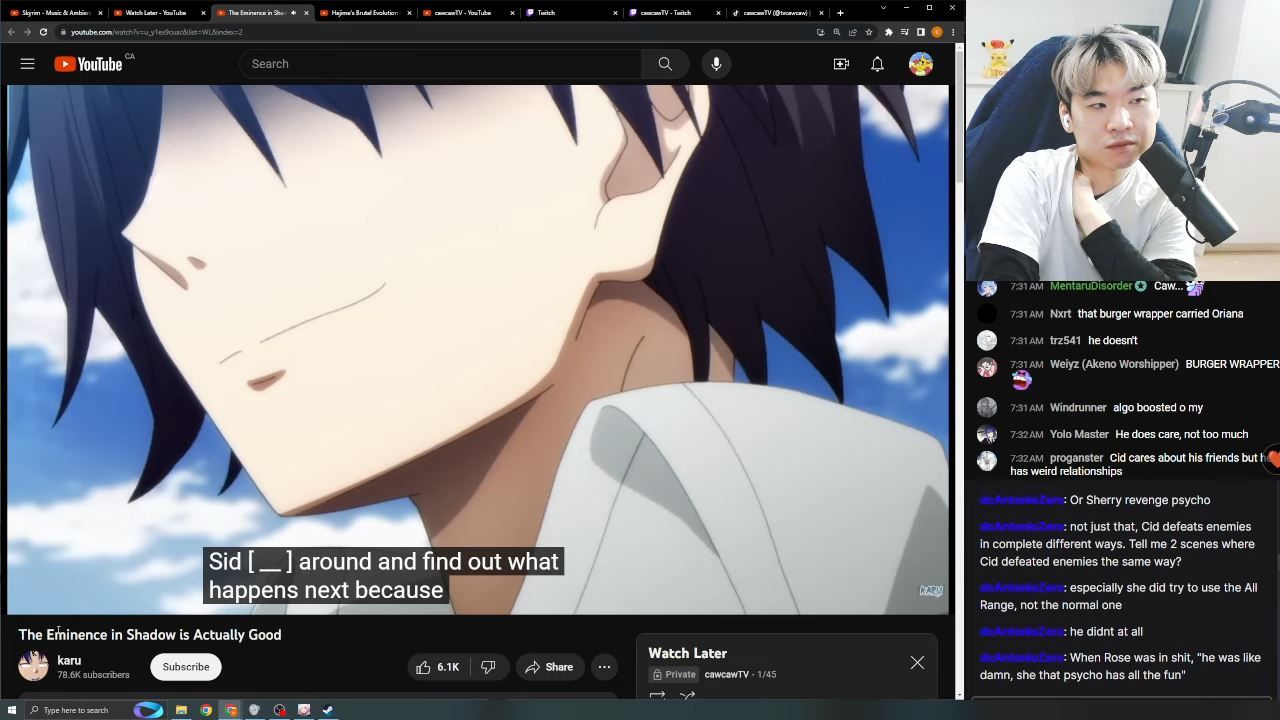 Skyrim - Music & Ambien
Watch Later - YouTube
The Eminence in Shadow
Hajime's Brutal Evolution
cawcawTV - YouTube
Twitch
cawcawTV - Twitch
cawcawTV (@txcawcaw) |
youtube.com/watch?v=u_y1ex9cuac&list=WL&index=2
YouTube CA
Search
Sid [ __ ] around and find out what
happens next because
KARU
The Eminence in Shadow is Actually Good
karu
78.6K subscribers
Subscribe
6.1K
Share
Watch Later
Private
cawcawTV - 1/45
7:31 AM MentaruDisorder Caw...
7:31 AM Nxrt that burger wrapper carried Oriana
7:31 AM trz541 he doesn't
7:31 AM Weiyz (Akeno Worshipper) BURGER WRAPPER
7:31 AM Windrunner algo boosted o my
7:32 AM Yolo Master He does care, not too much
7:32 AM proganster Cid cares about his friends but he
has weird relationships
dcAntonioZero: Or Sherry revenge psycho
dcAntonioZero: not just that, Cid defeats enemies
in complete different ways. Tell me 2 scenes where
Cid defeated enemies the same way?
dcAntonioZero: especially she did try to use the All
Range, not the normal one
dcAntonioZero: he didnt at all
dcAntonioZero: When Rose was in shit, "he was like
damn, she that psycho has all the fun"
Type here to search